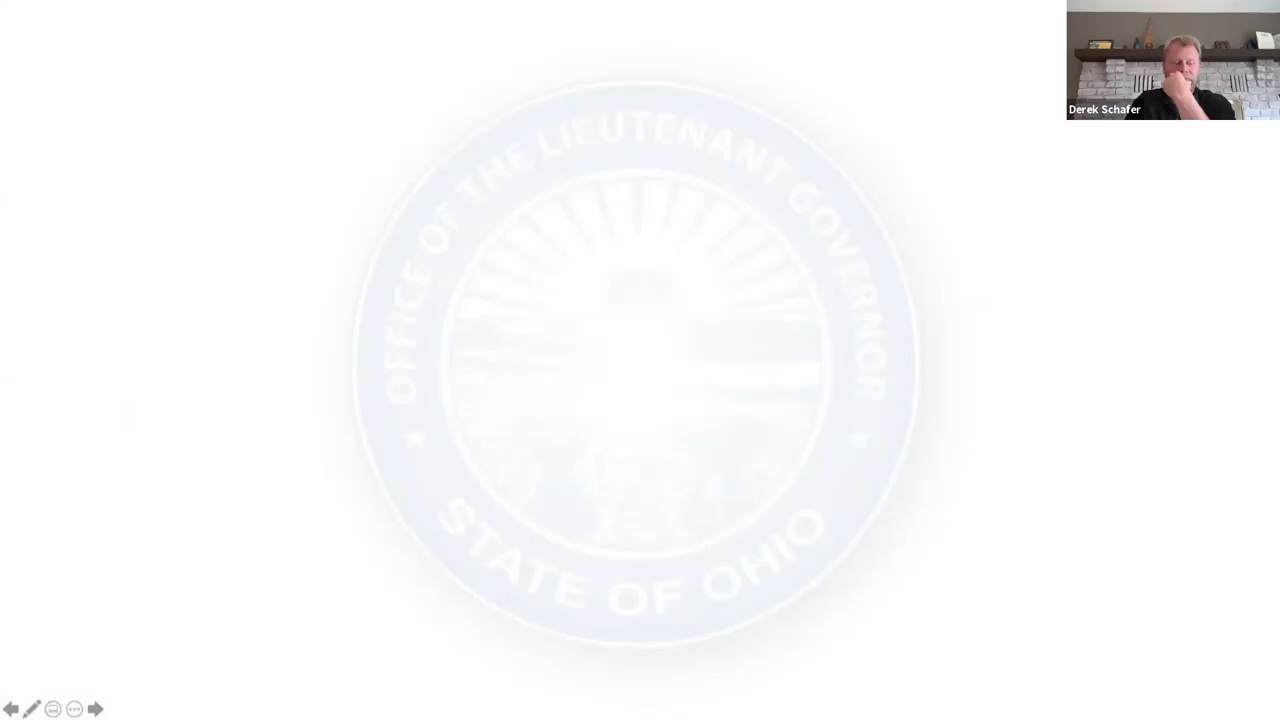 OFFICE OF THE LIEUTENANT GOVERNOR
STATE OF OHIO
Derek Schafer